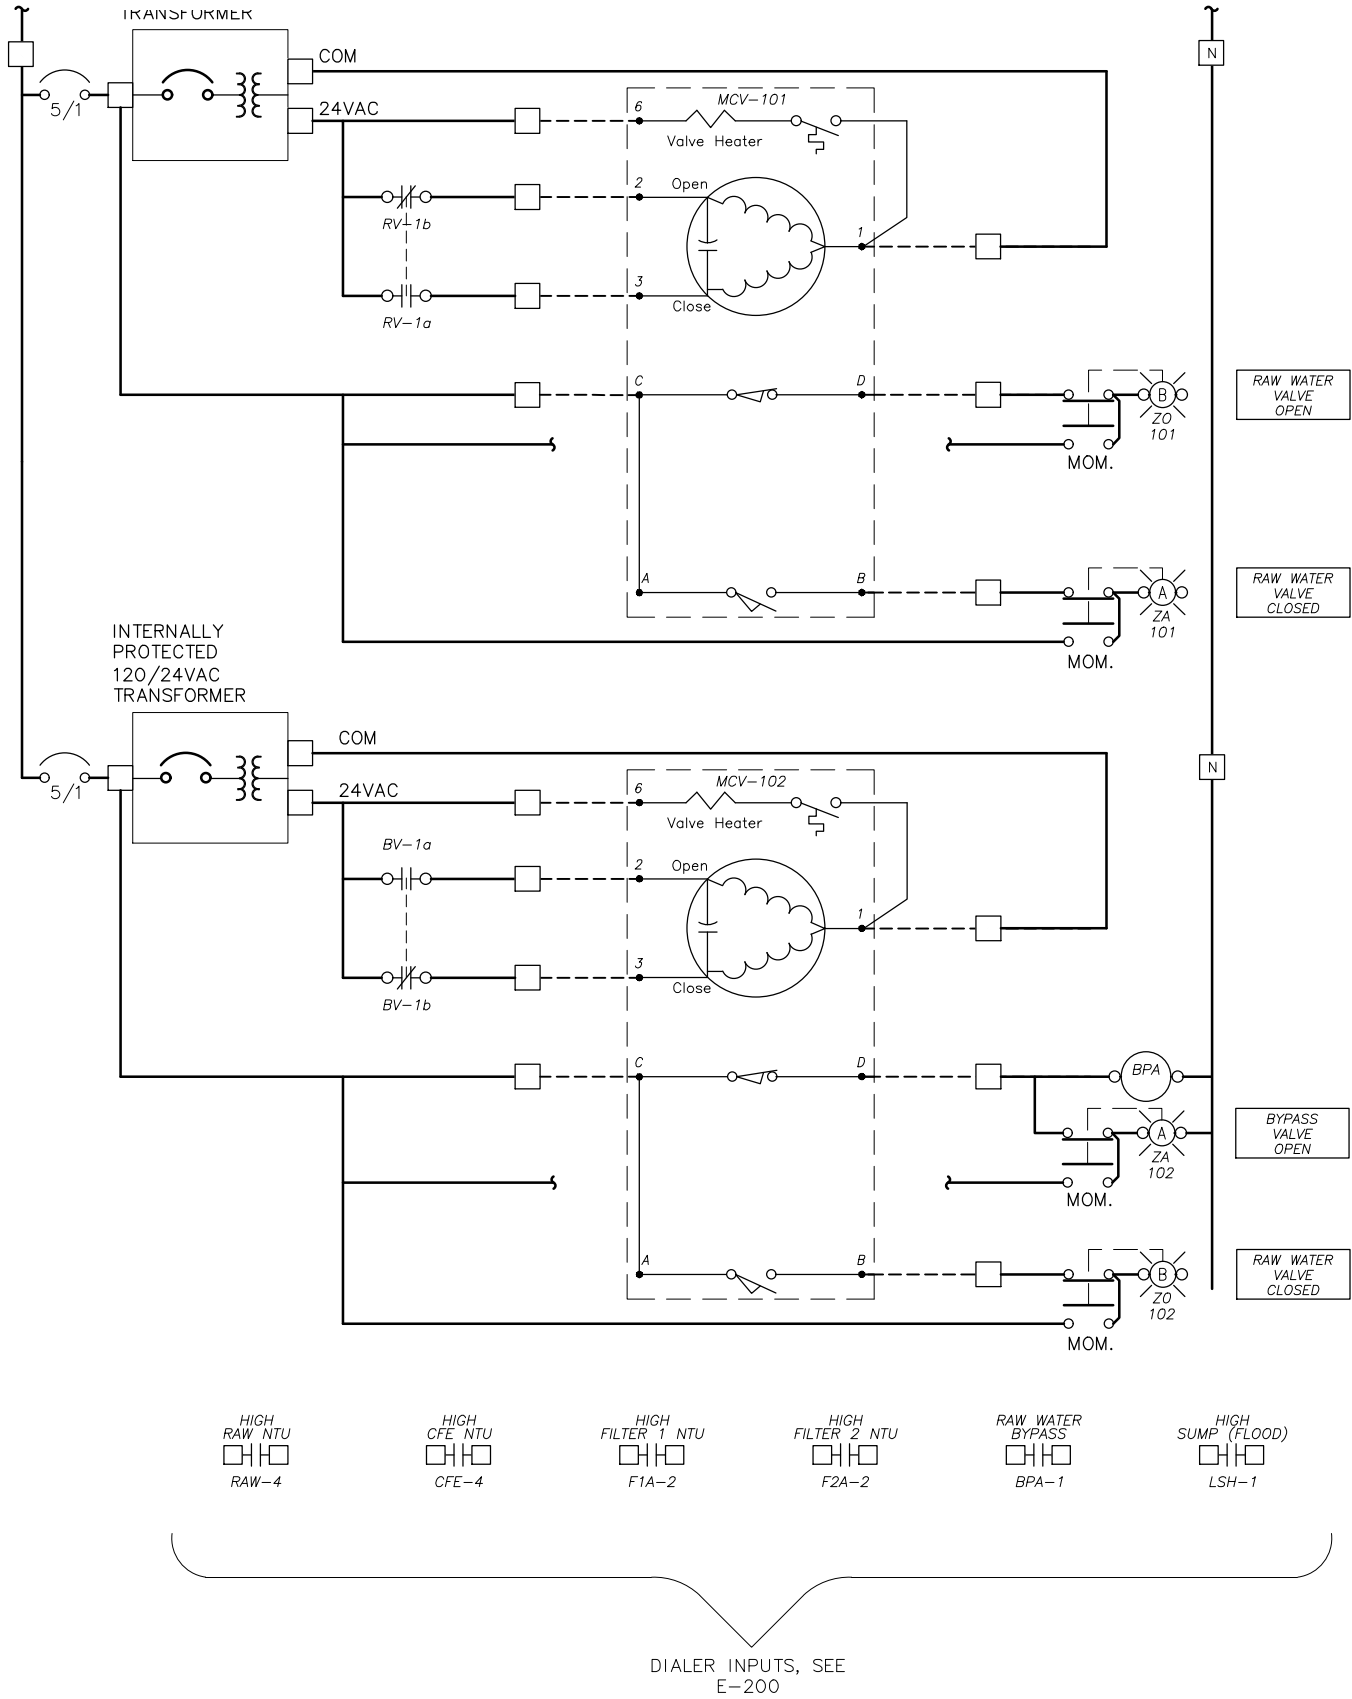 TRANSFORMER
COM
N
5/1
24VAC
MCV-101
6
Valve Heater
2
Open
RV-1b
1
3
Close
RV-1a
C
D
B
ZO
101
RAW WATER
VALVE
OPEN
MOM.
A
B
A
ZA
101
RAW WATER
VALVE
CLOSED
MOM.
INTERNALLY
PROTECTED
120/24VAC
TRANSFORMER
COM
N
5/1
24VAC
MCV-102
6
Valve Heater
BV-1a
2
Open
1
3
Close
BV-1b
C
D
BPA
A
ZA
102
BYPASS
VALVE
OPEN
MOM.
A
B
B
ZO
102
RAW WATER
VALVE
CLOSED
MOM.
HIGH
RAW NTU
RAW-4
HIGH
CFE NTU
CFE-4
HIGH
FILTER 1 NTU
F1A-2
HIGH
FILTER 2 NTU
F2A-2
RAW WATER
BYPASS
BPA-1
HIGH
SUMP (FLOOD)
LSH-1
DIALER INPUTS, SEE
E-200